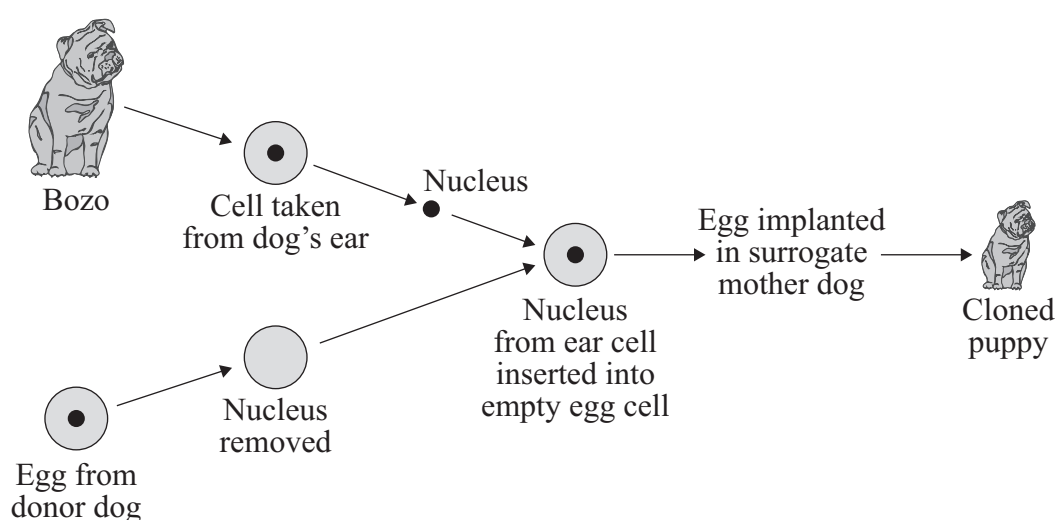 Bozo
Cell taken
from dog's ear
Nucleus
Egg implanted
in surrogate
mother dog
Cloned
puppy
Nucleus
from ear cell
inserted into
empty egg cell
Nucleus
removed
Egg from
donor dog